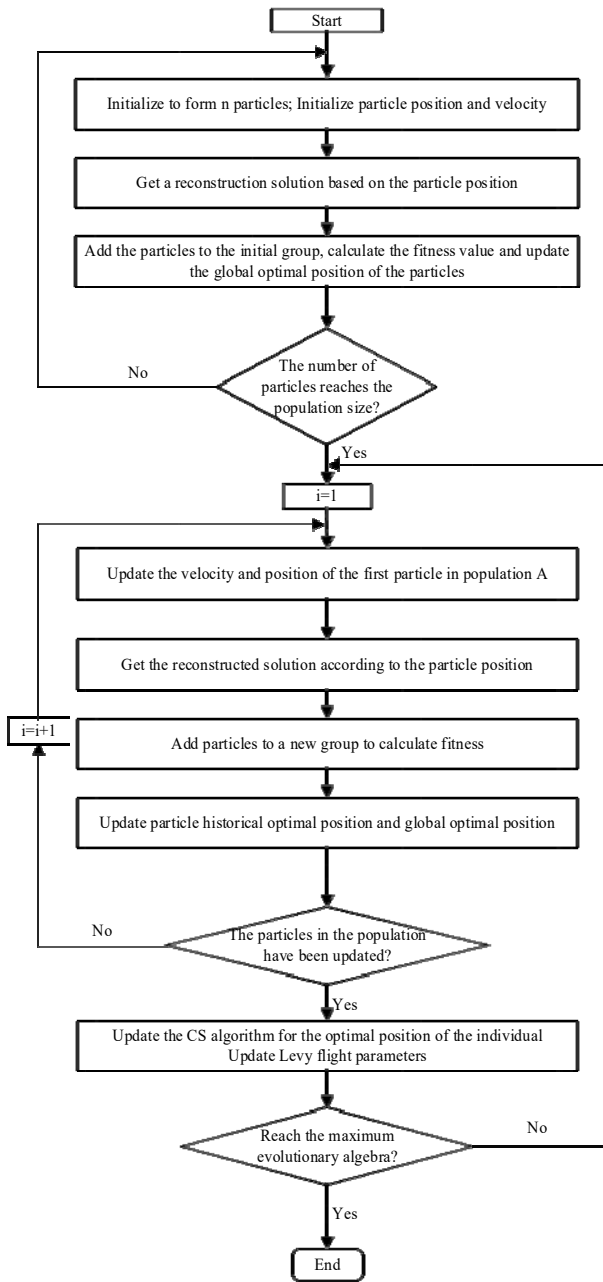 Start
Initialize to form n particles; Initialize particle position and velocity
Get a reconstruction solution based on the particle position
Add the particles to the initial group, calculate the fitness value and update
the global optimal position of the particles
No
The number of
particles reaches the
population size?
Yes
i=1
Update the velocity and position of the first particle in population A
Get the reconstructed solution according to the particle position
i=i+1
Add particles to a new group to calculate fitness
Update particle historical optimal position and global optimal position
No
The particles in the population
have been updated?
Yes
Update the CS algorithm for the optimal position of the individual
Update Levy flight parameters
Reach the maximum
evolutionary algebra?
No
Yes
End